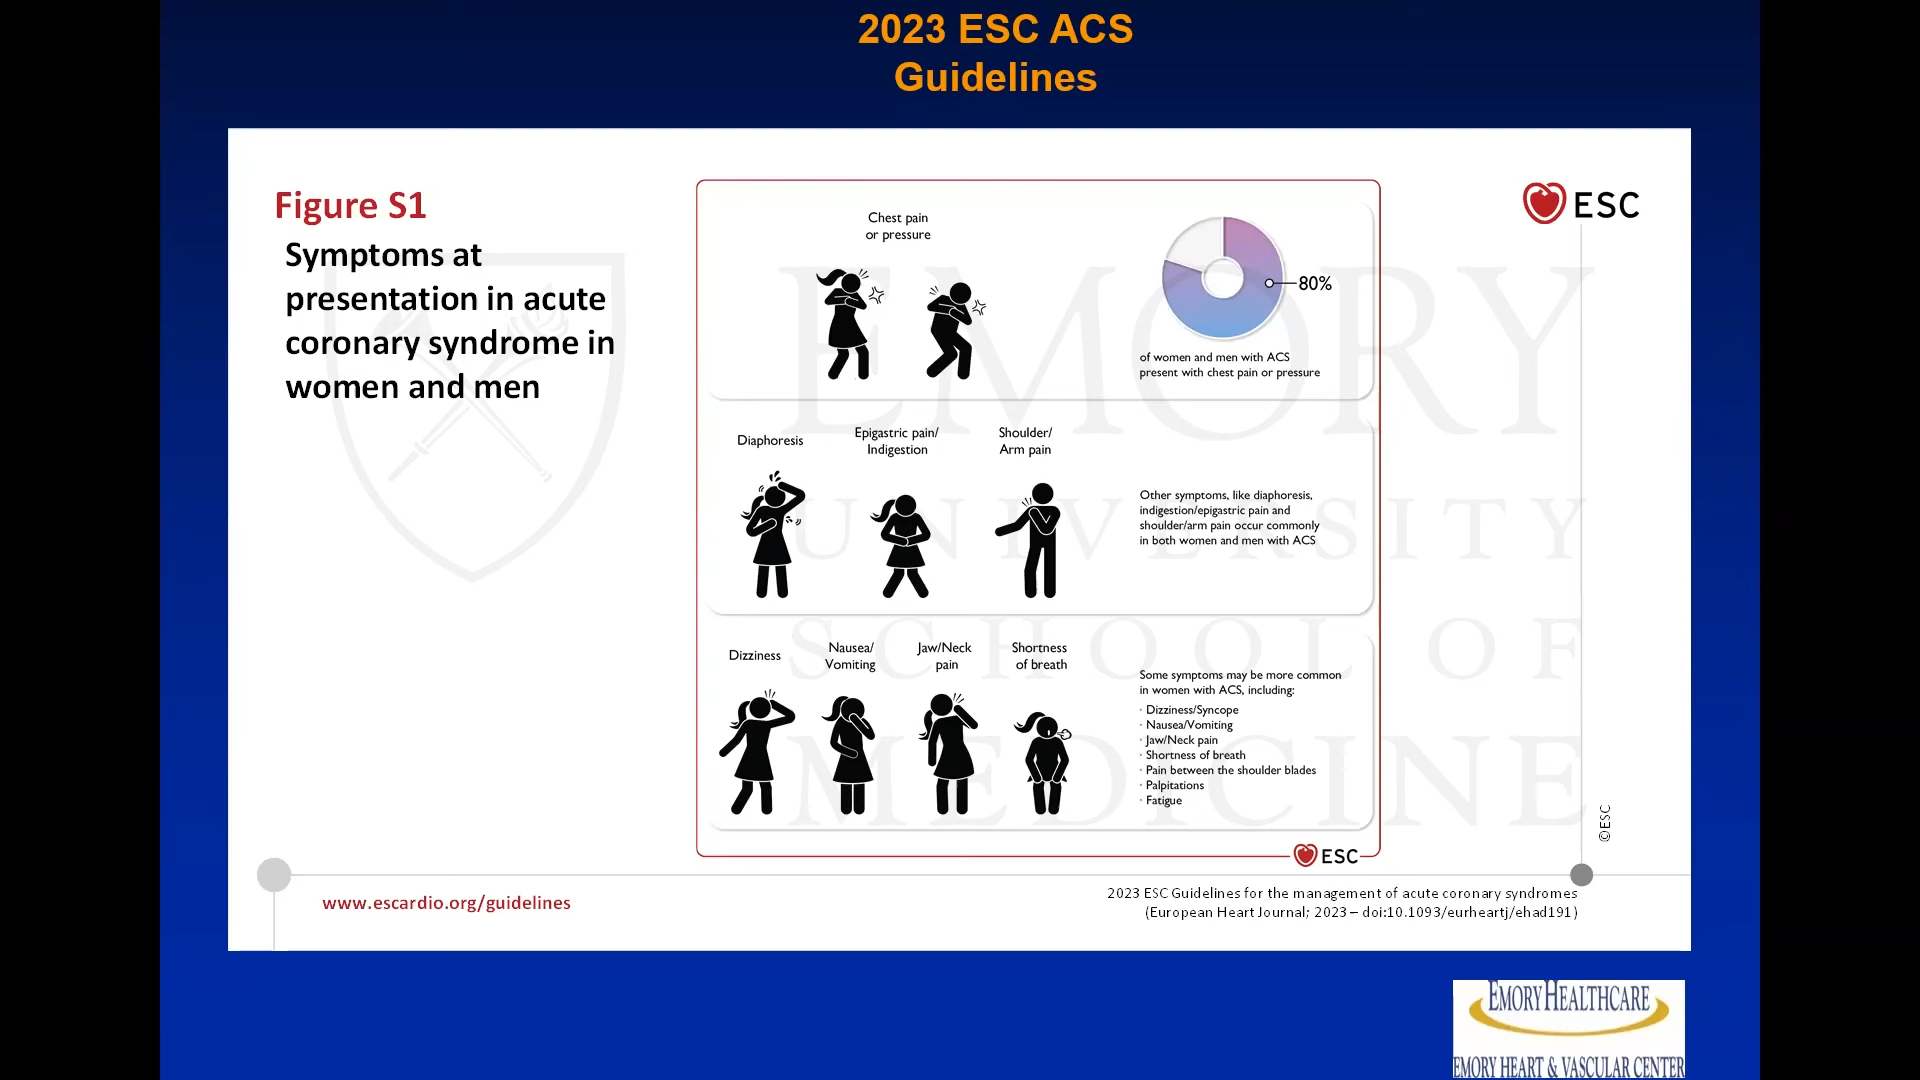 2023 ESC ACS
Guidelines
Figure S1
Symptoms at
presentation in acute
coronary syndrome in
women and men
ESC
Chest pain
or pressure
80%
of women and men with ACS
present with chest pain or pressure
Diaphoresis
Epigastric pain/
Indigestion
Shoulder/
Arm pain
Other symptoms, like diaphoresis,
indigestion/epigastric pain and
shoulder/arm pain occur commonly
in both women and men with ACS
Dizziness
Nausea/
Vomiting
Jaw/Neck
pain
Shortness
of breath
Some symptoms may be more common
in women with ACS, including:
· Dizziness/Syncope
· Nausea/Vomiting
· Jaw/Neck pain
· Shortness of breath
· Pain between the shoulder blades
· Palpitations
· Fatigue
ESC
©ESC
EMORY
UNIVERSITY
SCHOOL OF
MEDICINE
www.escardio.org/guidelines
2023 ESC Guidelines for the management of acute coronary syndromes
(European Heart Journal; 2023 – doi:10.1093/eurheartj/ehad191)
EMORY HEALTHCARE
EMORY HEART & VASCULAR CENTER